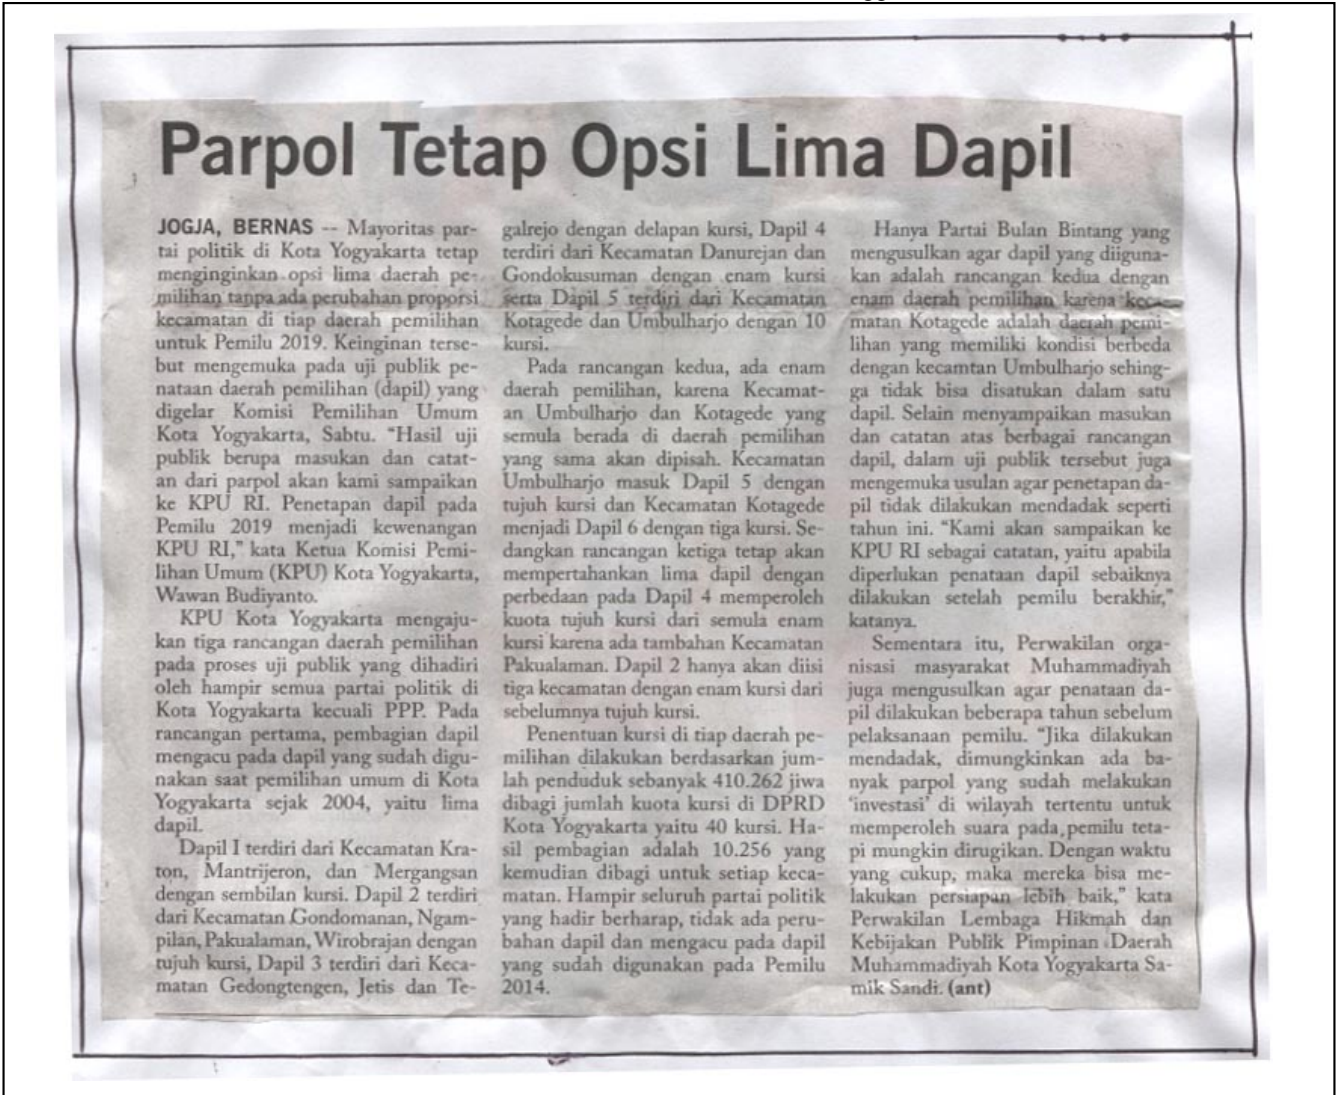 Parpol Tetap Opsi Lima Dapil
JOGJA, BERNAS -- Mayoritas par-
tai politik di Kota Yogyakarta tetap
menginginkan opsi lima daerah pe-
milihan tanpa ada perubahan proporsi
kecamatan di tiap daerah pemilihan
untuk Pemilu 2019. Keinginan terse-
but mengemuka pada uji publik pe-
nataan daerah pemilihan (dapil) yang
digelar Komisi Pemilihan Umum
Kota Yogyakarta, Sabtu. “Hasil uji
publik berupa masukan dan catat-
an dari parpol akan kami sampaikan
ke KPU RI. Penetapan dapil pada
Pemilu 2019 menjadi kewenangan
KPU RI,” kata Ketua Komisi Pemi-
lihan Umum (KPU) Kota Yogyakarta,
Wawan Budiyanto.
KPU Kota Yogyakarta mengaju-
kan tiga rancangan daerah pemilihan
pada proses uji publik yang dihadiri
oleh hampir semua partai politik di
Kota Yogyakarta kecuali PPP. Pada
rancangan pertama, pembagian dapil
mengacu pada dapil yang sudah digu-
nakan saat pemilihan umum di Kota
Yogyakarta sejak 2004, yaitu lima
dapil.
Dapil I terdiri dari Kecamatan Kra-
ton, Mantrijeron, dan Mergangsan
dengan sembilan kursi. Dapil 2 terdiri
dari Kecamatan Gondomanan, Ngam-
pilan, Pakualaman, Wirobrajan dengan
tujuh kursi, Dapil 3 terdiri dari Keca-
matan Gedongtengen, Jetis dan Te-
galrejo dengan delapan kursi, Dapil 4
terdiri dari Kecamatan Danurejan dan
Gondokusuman dengan enam kursi
serta Dapil 5 terdiri dari Kecamatan
Kotagede dan Umbulharjo dengan 10
kursi.
Pada rancangan kedua, ada enam
daerah pemilihan, karena Kecamat-
an Umbulharjo dan Kotagede yang
semula berada di daerah pemilihan
yang sama akan dipisah. Kecamatan
Umbulharjo masuk Dapil 5 dengan
tujuh kursi dan Kecamatan Kotagede
menjadi Dapil 6 dengan tiga kursi. Se-
dangkan rancangan ketiga tetap akan
mempertahankan lima dapil dengan
perbedaan pada Dapil 4 memperoleh
kuota tujuh kursi dari semula enam
kursi karena ada tambahan Kecamatan
Pakualaman. Dapil 2 hanya akan diisi
tiga kecamatan dengan enam kursi dari
sebelumnya tujuh kursi.
Penentuan kursi di tiap daerah pe-
milihan dilakukan berdasarkan jum-
lah penduduk sebanyak 410.262 jiwa
dibagi jumlah kuota kursi di DPRD
Kota Yogyakarta yaitu 40 kursi. Ha-
sil pembagian adalah 10.256 yang
kemudian dibagi untuk setiap keca-
matan. Hampir seluruh partai politik
yang hadir berharap, tidak ada peru-
bahan dapil dan mengacu pada dapil
yang sudah digunakan pada Pemilu
2014.
Hanya Partai Bulan Bintang yang
mengusulkan agar dapil yang diiguna-
kan adalah rancangan kedua dengan
enam daerah pemilihan karena keca-
matan Kotagede adalah daerah pemi-
lihan yang memiliki kondisi berbeda
dengan kecamtan Umbulharjo sehing-
ga tidak bisa disatukan dalam satu
dapil. Selain menyampaikan masukan
dan catatan atas berbagai rancangan
dapil, dalam uji publik tersebut juga
mengemuka usulan agar penetapan da-
pil tidak dilakukan mendadak seperti
tahun ini. “Kami akan sampaikan ke
KPU RI sebagai catatan, yaitu apabila
diperlukan penataan dapil sebaiknya
dilakukan setelah pemilu berakhir,”
katanya.
Sementara itu, Perwakilan orga-
nisasi masyarakat Muhammadiyah
juga mengusulkan agar penataan da-
pil dilakukan beberapa tahun sebelum
pelaksanaan pemilu. “Jika dilakukan
mendadak, dimungkinkan ada ba-
nyak parpol yang sudah melakukan
‘investasi’ di wilayah tertentu untuk
memperoleh suara pada pemilu teta-
pi mungkin dirugikan. Dengan waktu
yang cukup, maka mereka bisa me-
lakukan persiapan lebih baik,” kata
Perwakilan Lembaga Hikmah dan
Kebijakan Publik Pimpinan Daerah
Muhammadiyah Kota Yogyakarta Sa-
mik Sandi. (ant)